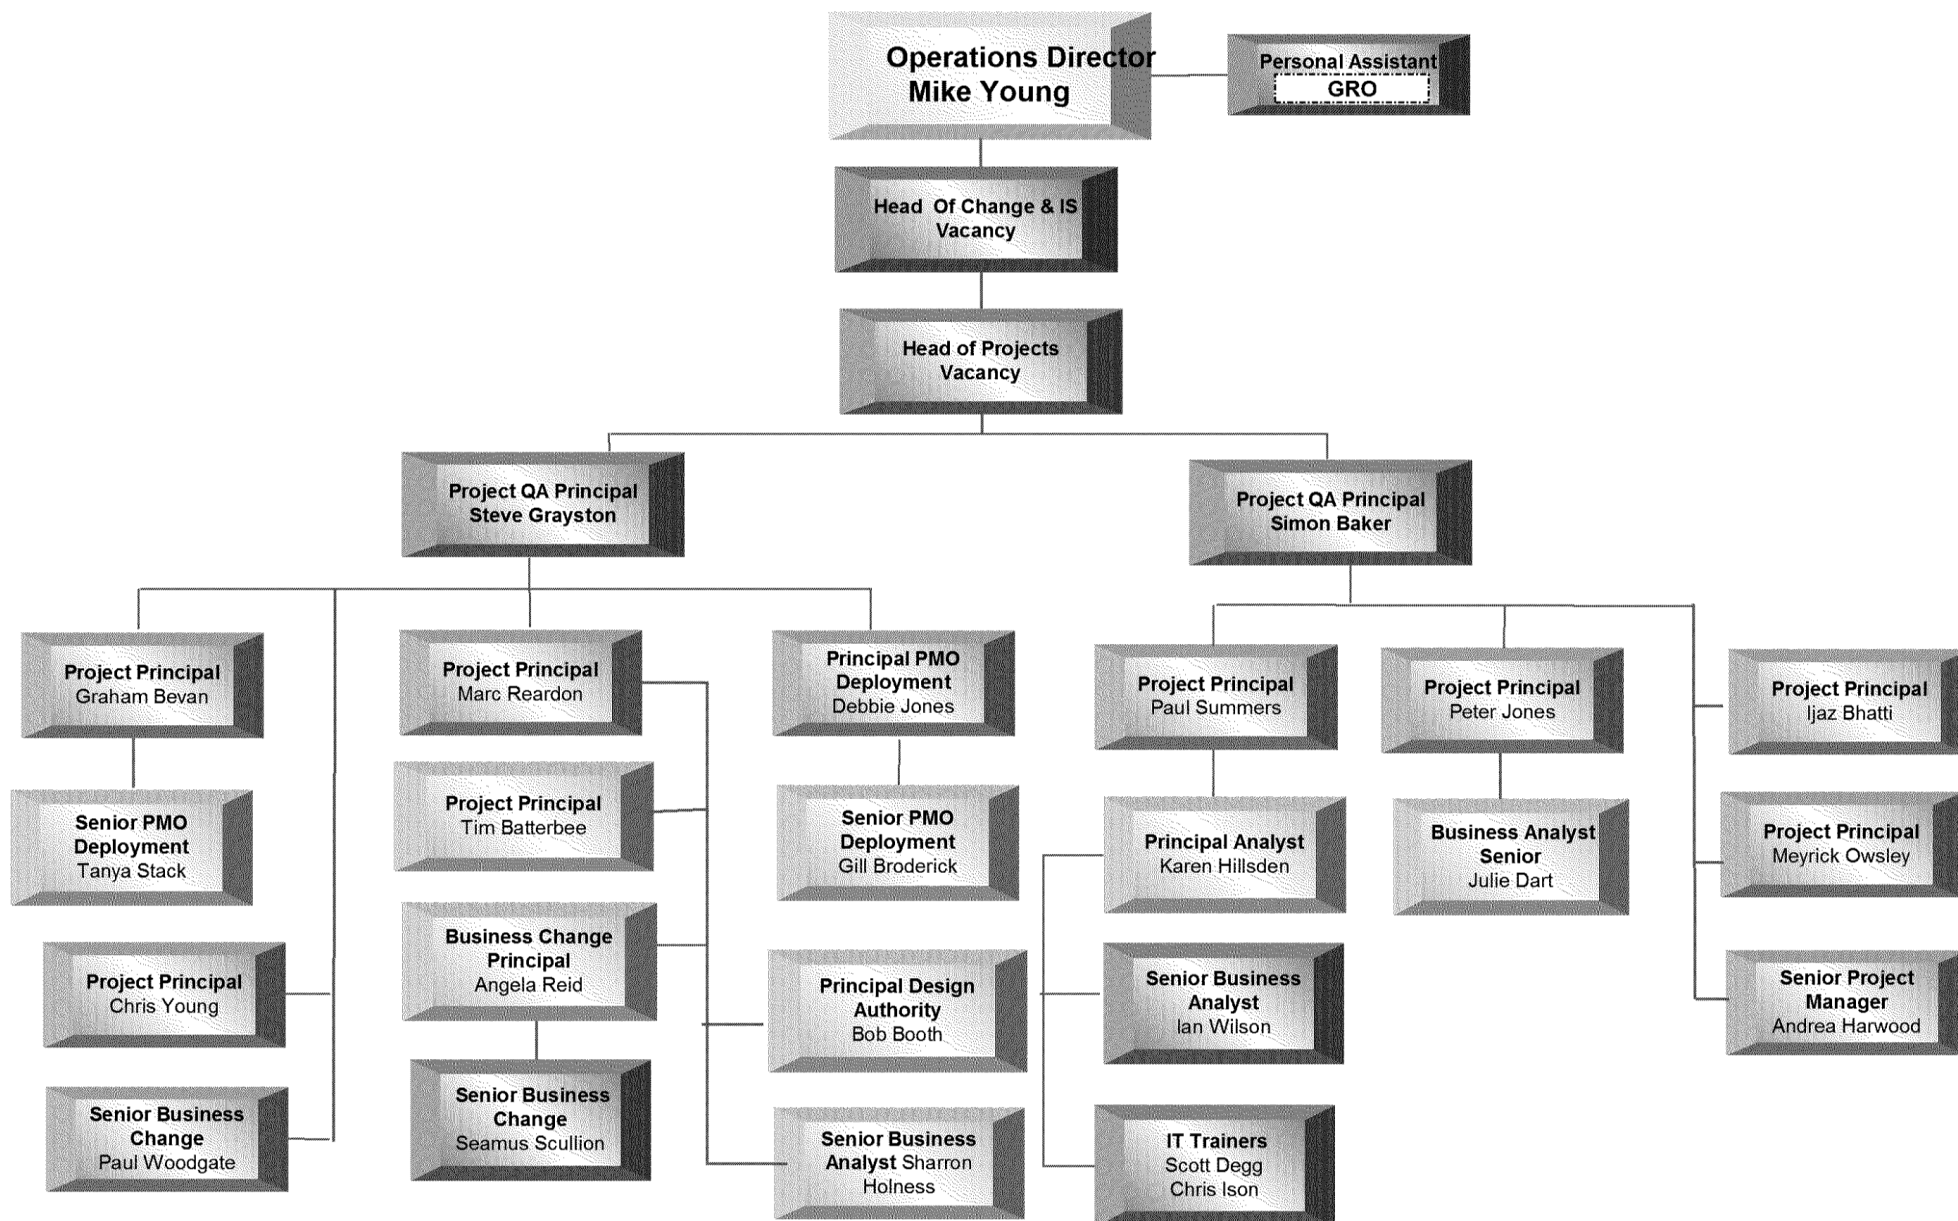 Operations Director
Mike Young
Personal Assistant
GRO
Head Of Change & IS
Vacancy
Head of Projects
Vacancy
Project QA Principal
Steve Grayston
Project QA Principal
Simon Baker
Project Principal
Graham Bevan
Project Principal
Marc Reardon
Principal PMO
Deployment
Debbie Jones
Project Principal
Paul Summers
Project Principal
Peter Jones
Project Principal
Ijaz Bhatti
Senior PMO
Deployment
Tanya Stack
Project Principal
Tim Batterbee
Senior PMO
Deployment
Gill Broderick
Principal Analyst
Karen Hillsden
Business Analyst
Senior
Julie Dart
Project Principal
Meyrick Owsley
Project Principal
Chris Young
Business Change
Principal
Angela Reid
Principal Design
Authority
Bob Booth
Senior Business
Analyst
Ian Wilson
Senior Project
Manager
Andrea Harwood
Senior Business
Change
Paul Woodgate
Senior Business
Change
Seamus Scullion
Senior Business
Analyst Sharron
Holness
IT Trainers
Scott Degg
Chris Ison